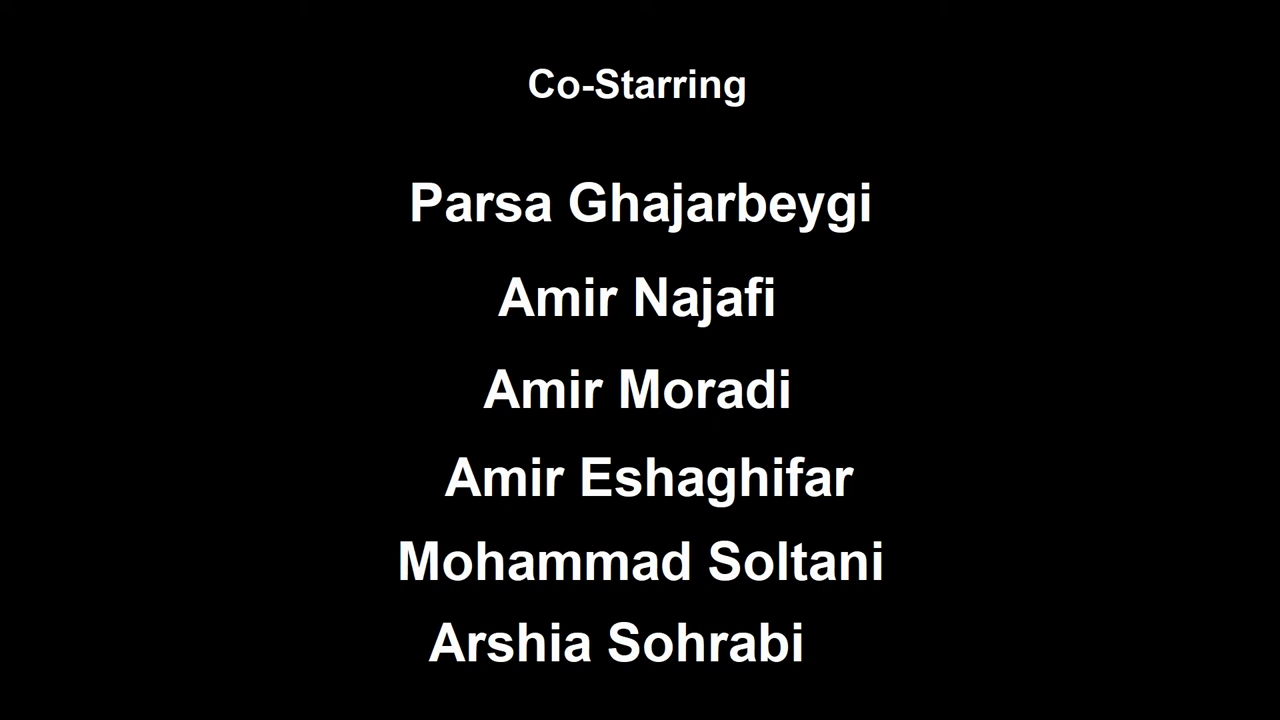 Co-Starring
Parsa Ghajarbeygi
Amir Najafi
Amir Moradi
Amir Eshaghifar
Mohammad Soltani
Arshia Sohrabi